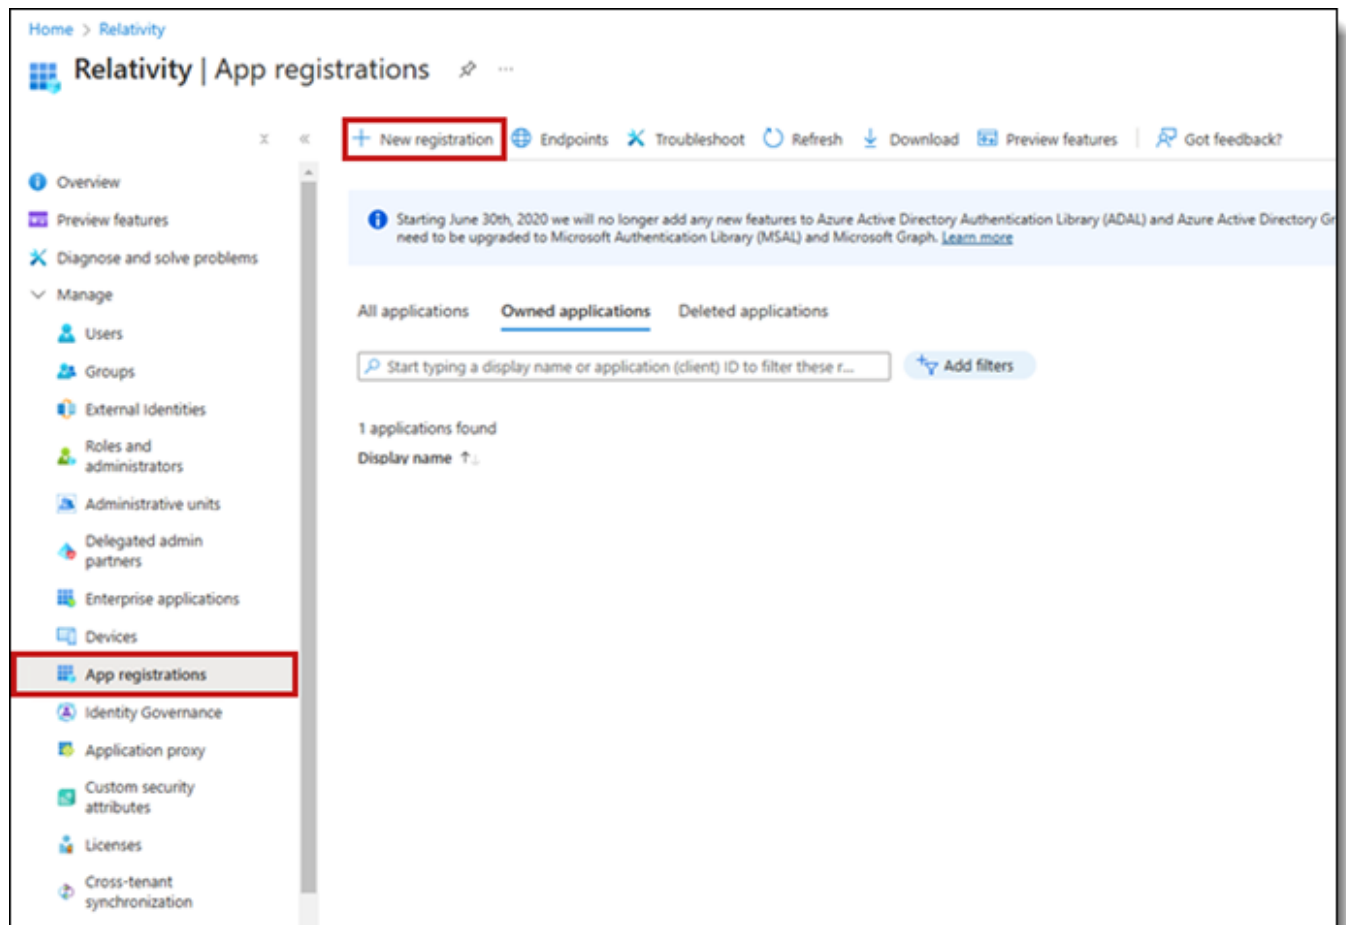 Home > Relativity
Relativity | App registrations
New registration
Endpoints
Troubleshoot
Refresh
Download
Preview features
Got feedback?
Overview
Preview features
Diagnose and solve problems
Manage
Users
Groups
External Identities
Roles and
administrators
Administrative units
Delegated admin
partners
Enterprise applications
Devices
App registrations
Identity Governance
Application proxy
Custom security
attributes
Licenses
Cross-tenant
synchronization
Starting June 30th, 2020 we will no longer add any new features to Azure Active Directory Authentication Library (ADAL) and Azure Active Directory Gr
need to be upgraded to Microsoft Authentication Library (MSAL) and Microsoft Graph. Learn more
All applications
Owned applications
Deleted applications
Start typing a display name or application (client) ID to filter these r...
Add filters
1 applications found
Display name